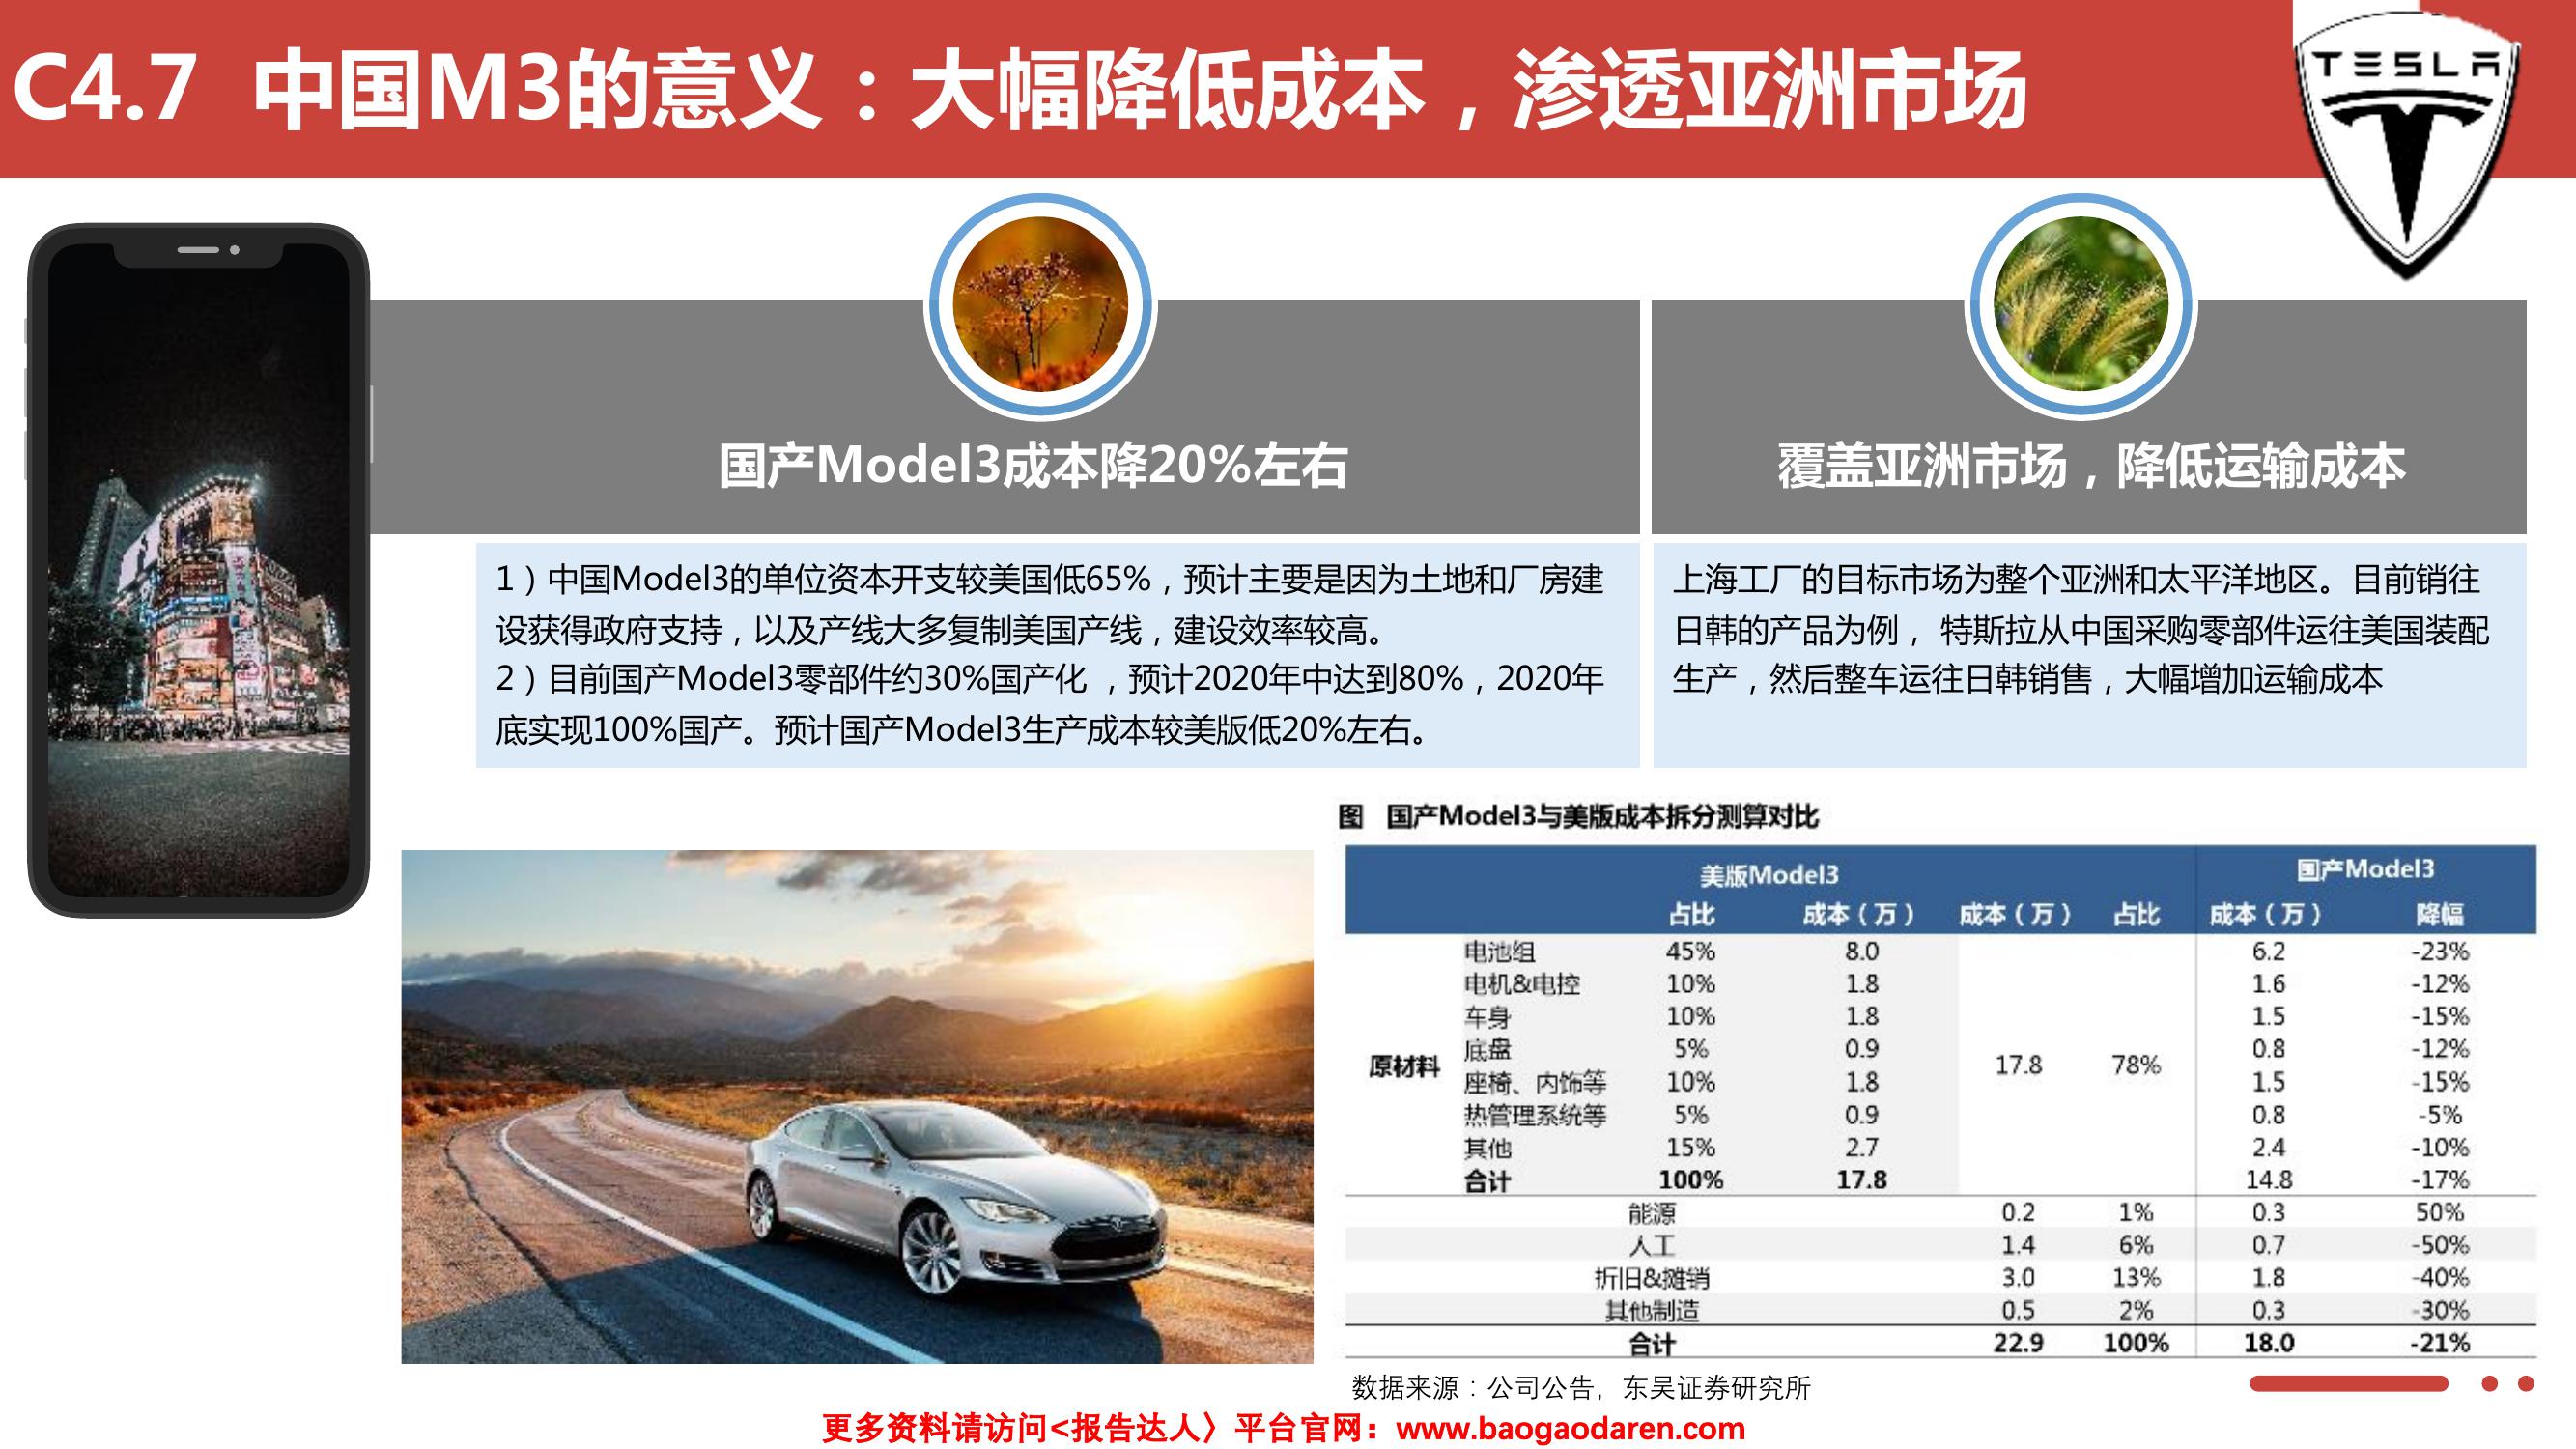 C4.7 中国M3的意义：大幅降低成本，渗透亚洲市场
TESLA
国产Model3成本降20%左右
覆盖亚洲市场，降低运输成本
1）中国Model3的单位资本开支较美国低65%，预计主要是因为土地和厂房建
设获得政府支持，以及产线大多复制美国产线，建设效率较高。
2）目前国产Model3零部件约30%国产化 ，预计2020年中达到80%，2020年
底实现100%国产。预计国产Model3生产成本较美版低20%左右。
上海工厂的目标市场为整个亚洲和太平洋地区。目前销往
日韩的产品为例， 特斯拉从中国采购零部件运往美国装配
生产，然后整车运往日韩销售，大幅增加运输成本
图 国产Model3与美版成本拆分测算对比
美版Model3 国产Model3
占比 成本（万） 成本（万） 占比 成本（万） 降幅
电池组 45% 8.0 6.2 -23%
电机&电控 10% 1.8 1.6 -12%
车身 10% 1.8 1.5 -15%
底盘 5% 0.9 0.8 -12%
原材料 17.8 78%
座椅、内饰等 10% 1.8 1.5 -15%
热管理系统等 5% 0.9 0.8 -5%
其他 15% 2.7 2.4 -10%
合计 100% 17.8 14.8 -17%
能源 0.2 1% 0.3 50%
人工 1.4 6% 0.7 -50%
折旧&摊销 3.0 13% 1.8 -40%
其他制造 0.5 2% 0.3 -30%
合计 22.9 100% 18.0 -21%
数据来源：公司公告，东吴证券研究所
更多资料请访问<报告达人〉平台官网：www.baogaodaren.com